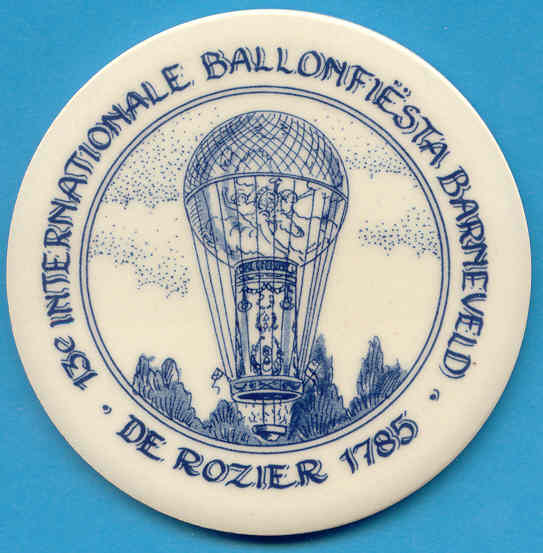 13e INTERNATIONALE BALLONFIËSTA BARNEVELD
DE ROZIER 1785